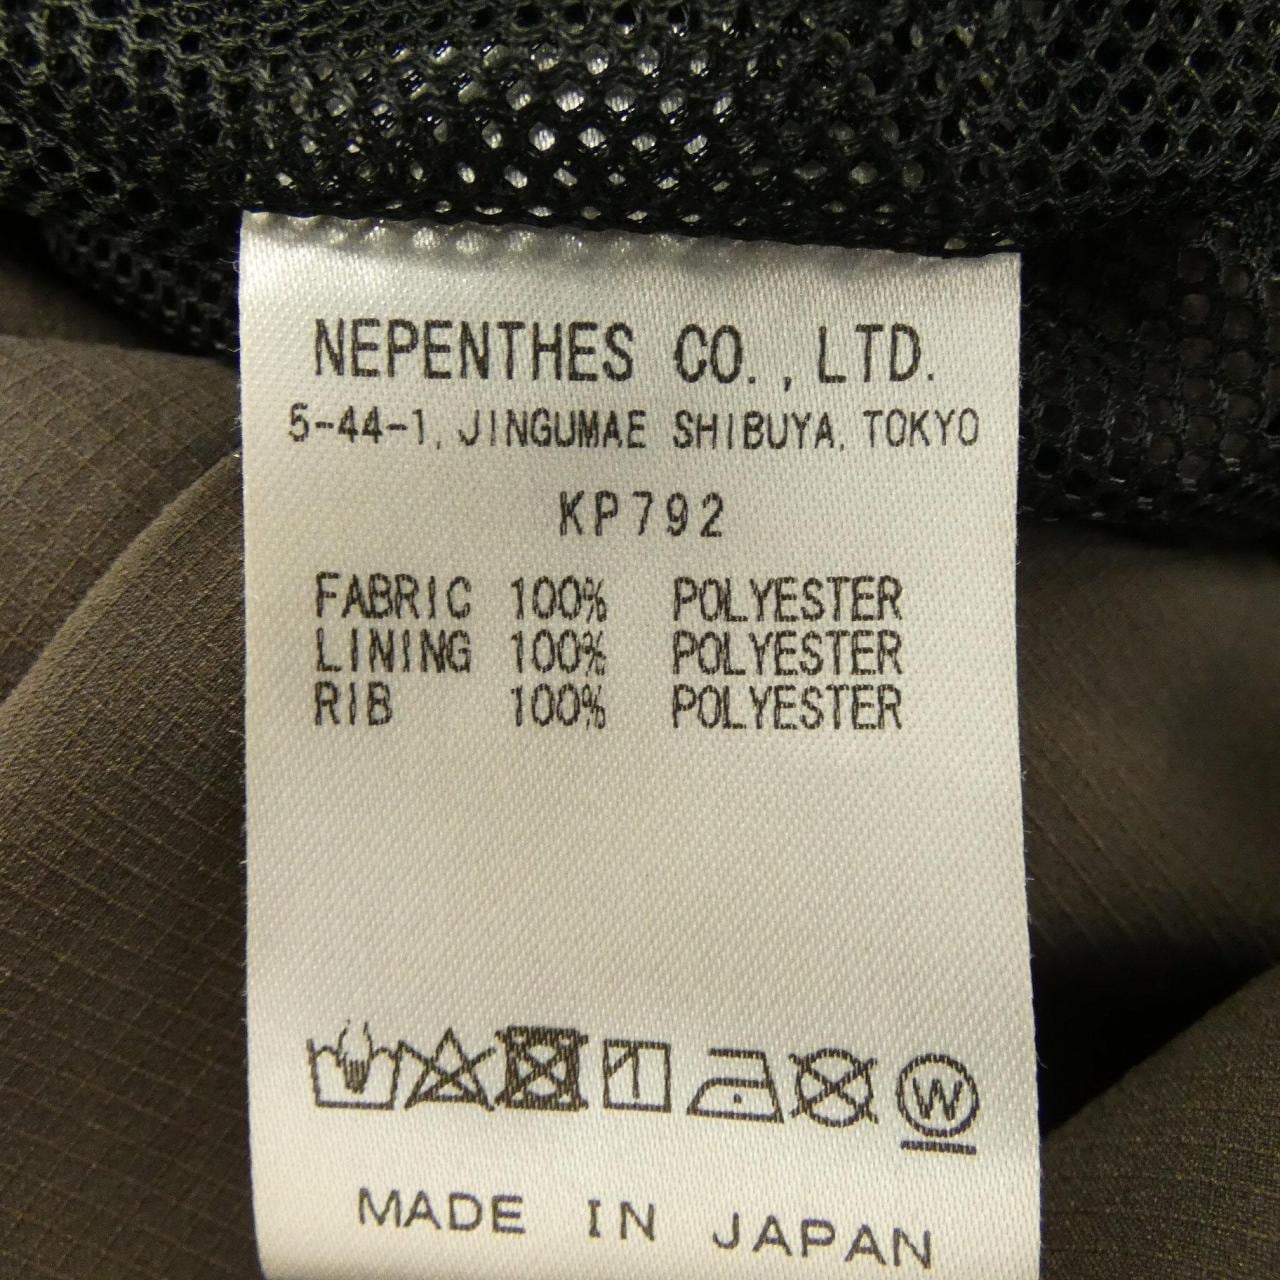 NEPENTHES CO., LTD.
5-44-1, JINGUMAE SHIBUYA, TOKYO
KP792
FABRIC 100% POLYESTER
LINING 100% POLYESTER
RIB 100% POLYESTER
W
MADE IN JAPAN